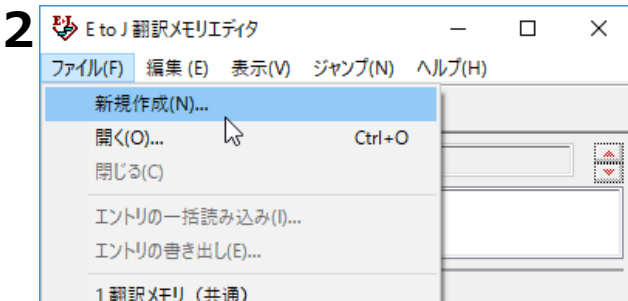 2
E to J 翻訳メモリエディタ
ファイル(F) 編集 (E) 表示(V) ジャンプ(N) ヘルプ(H)
新規作成(N)...
開く(O)... Ctrl+O
閉じる(C)
エントリの一括読み込み(I)...
エントリの書き出し(E)...
1 翻訳メモリ（共通）